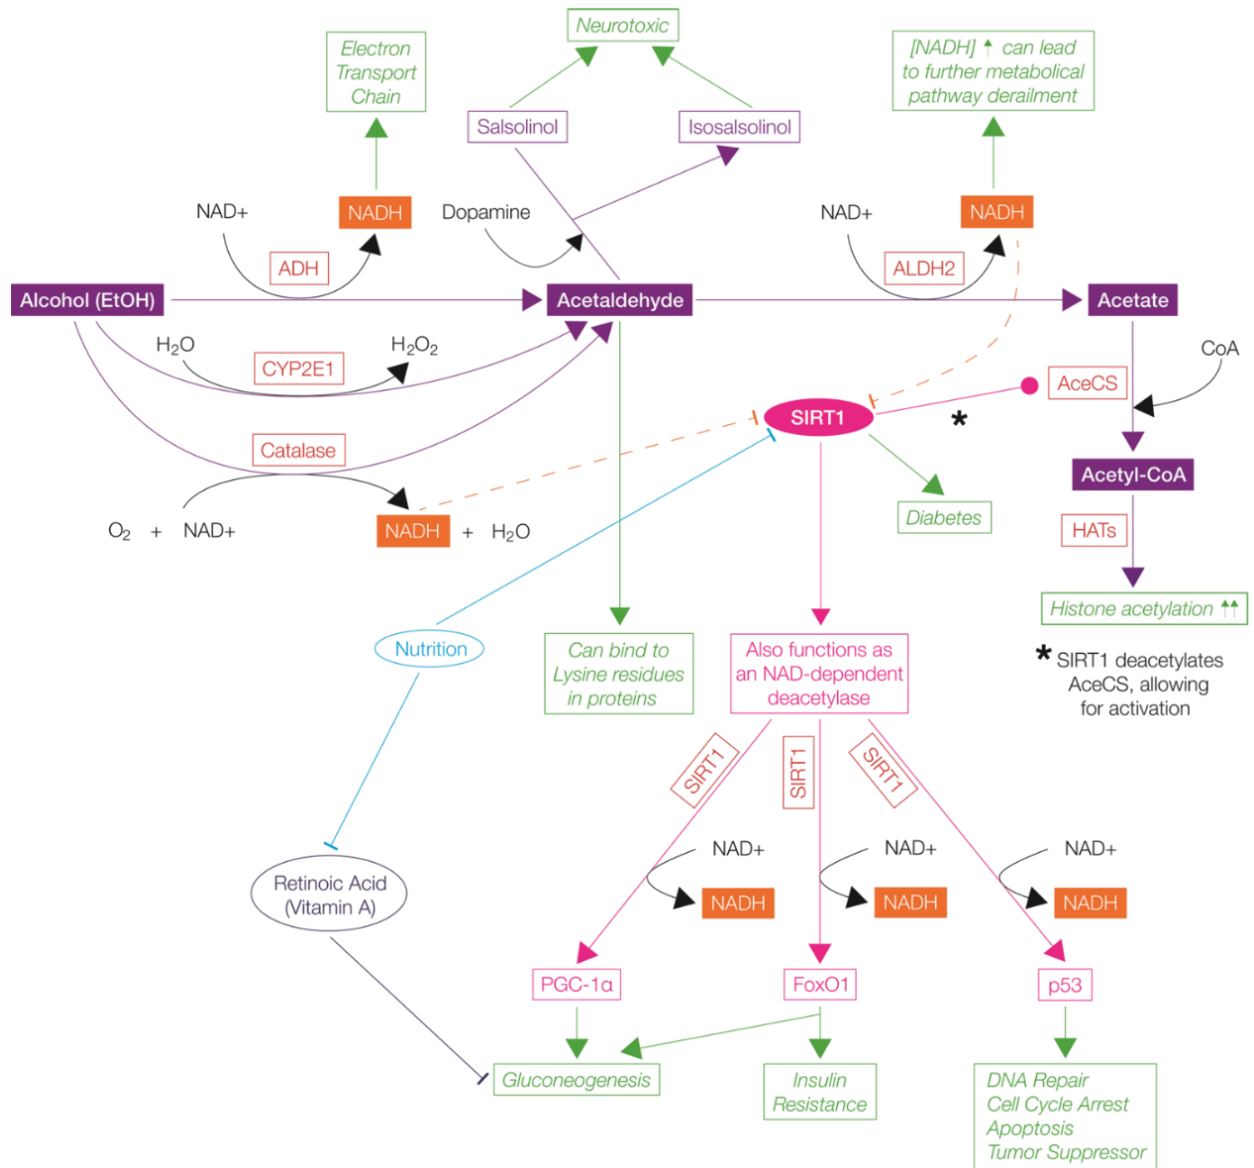 Neurotoxic
Electron
Transport
Chain
[NADH] ↑ can lead
to further metabolical
pathway derailment
Salsolinol
Isosalsolinol
NAD+
NADH
Dopamine
NAD+
NADH
ADH
ALDH2
Alcohol (EtOH)
Acetaldehyde
Acetate
H₂O
CYP2E1
H₂O₂
CoA
AceCS
SIRT1
*
Catalase
Acetyl-CoA
O₂ + NAD+
NADH + H₂O
Diabetes
HATs
Histone acetylation ↑↑
Nutrition
Can bind to
Lysine residues
in proteins
Also functions as
an NAD-dependent
deacetylase
* SIRT1 deacetylates
AceCS, allowing
for activation
SIRT1
SIRT1
SIRT1
NAD+
NADH
NAD+
NADH
NAD+
NADH
Retinoic Acid
(Vitamin A)
PGC-1α
FoxO1
p53
Gluconeogenesis
Insulin
Resistance
DNA Repair
Cell Cycle Arrest
Apoptosis
Tumor Suppressor